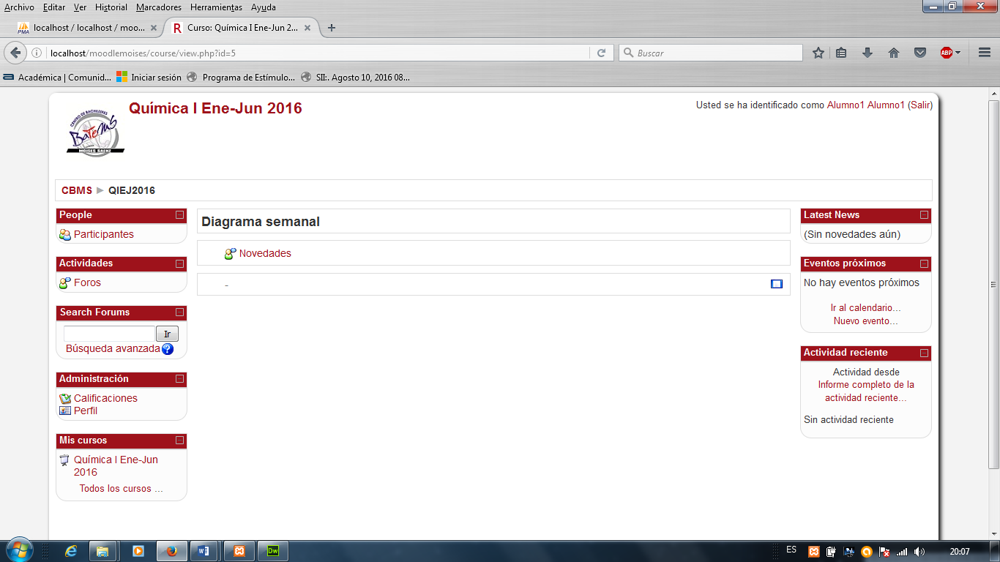 Archivo Editar Ver Historial Marcadores Herramientas Ayuda
PMA localhost / localhost / moo... R Curso: Química I Ene-Jun 2...
localhost/moodlemoises/course/view.php?id=5 Buscar ABP
Académica | Comunid... Iniciar sesión Programa de Estímulo... SII:. Agosto 10, 2016 08...
CENTRO DE BACHILLERES
BaTeMS
MOISES SAENZ
Química I Ene-Jun 2016
Usted se ha identificado como Alumno1 Alumno1 (Salir)
CBMS ► QIEJ2016
People
Participantes
Actividades
Foros
Search Forums
Ir
Búsqueda avanzada ?
Administración
Calificaciones
Perfil
Mis cursos
Química I Ene-Jun
2016
Todos los cursos ...
Diagrama semanal
Novedades
-
Latest News
(Sin novedades aún)
Eventos próximos
No hay eventos próximos
Ir al calendario...
Nuevo evento...
Actividad reciente
Actividad desde
Informe completo de la
actividad reciente...
Sin actividad reciente
W Dw ES 20:07